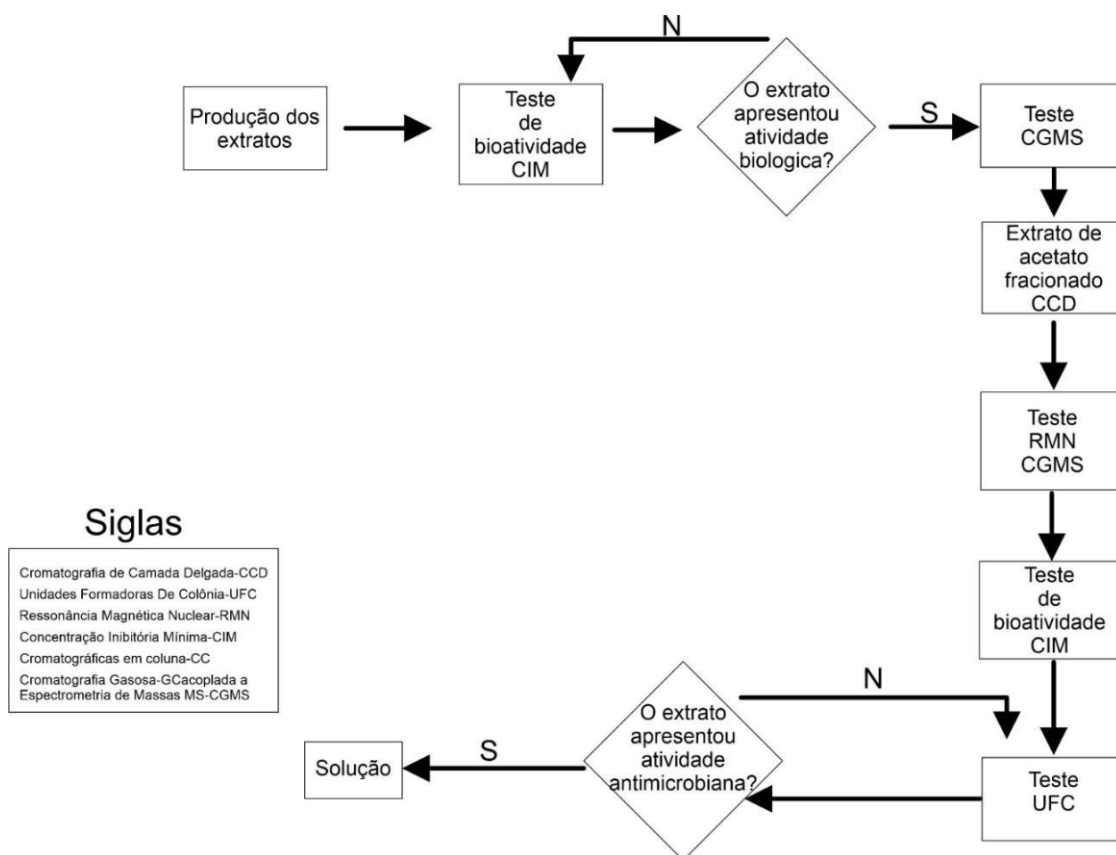 N
Produção dos
extratos
Teste
de
bioatividade
CIM
O extrato
apresentou
atividade
biologica?
S
Teste
CGMS
Extrato de
acetato
fracionado
CCD
Teste
RMN
CGMS
Teste
de
bioatividade
CIM
Teste
UFC
N
O extrato
apresentou
atividade
antimicrobiana?
S
Solução
Siglas
Cromatografia de Camada Delgada-CCD
Unidades Formadoras De Colônia-UFC
Ressonância Magnética Nuclear-RMN
Concentração Inibitória Mínima-CIM
Cromatográficas em coluna-CC
Cromatografia Gasosa-GCacoplada a
Espectrometria de Massas MS-CGMS